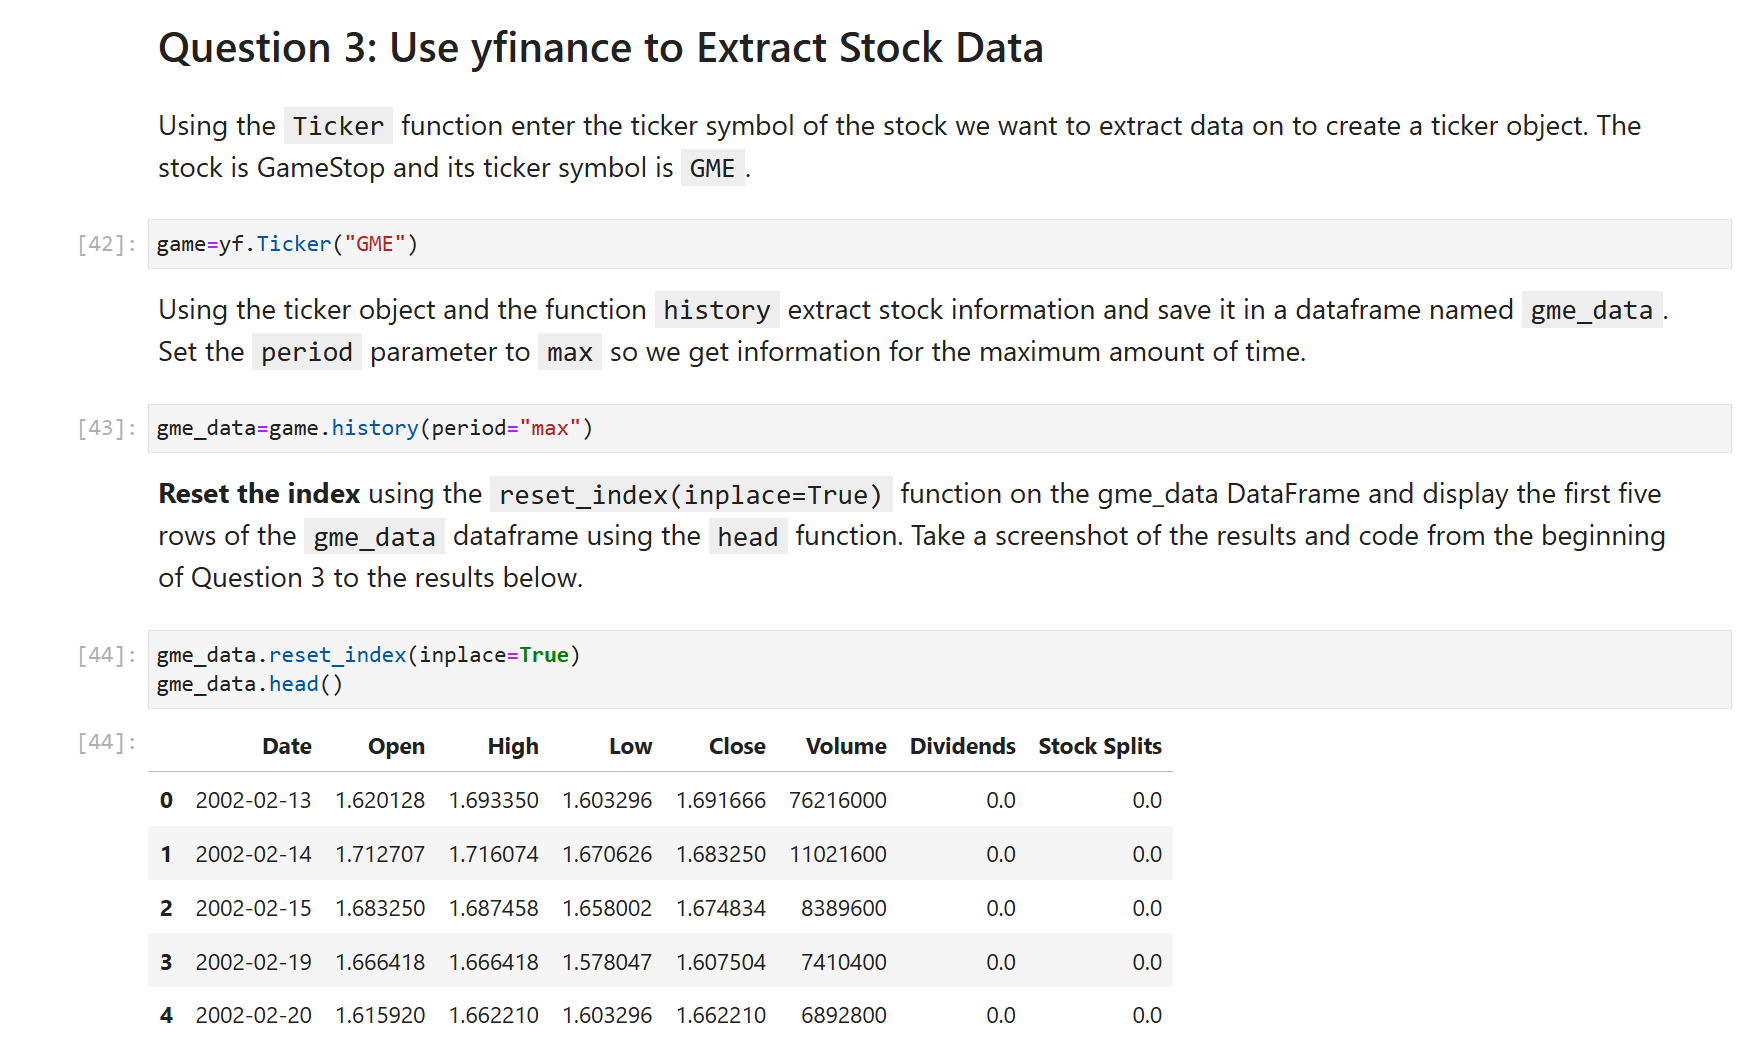 Question 3: Use yfinance to Extract Stock Data
Using the Ticker function enter the ticker symbol of the stock we want to extract data on to create a ticker object. The
stock is GameStop and its ticker symbol is GME.
[42]: game=yf.Ticker("GME")
Using the ticker object and the function history extract stock information and save it in a dataframe named gme_data.
Set the period parameter to max so we get information for the maximum amount of time.
[43]: gme_data=game.history(period="max")
Reset the index using the reset_index(inplace=True) function on the gme_data DataFrame and display the first five
rows of the gme_data dataframe using the head function. Take a screenshot of the results and code from the beginning
of Question 3 to the results below.
[44]: gme_data.reset_index(inplace=True)
gme_data.head()
[44]: Date Open High Low Close Volume Dividends Stock Splits
0 2002-02-13 1.620128 1.693350 1.603296 1.691666 76216000 0.0 0.0
1 2002-02-14 1.712707 1.716074 1.670626 1.683250 11021600 0.0 0.0
2 2002-02-15 1.683250 1.687458 1.658002 1.674834 8389600 0.0 0.0
3 2002-02-19 1.666418 1.666418 1.578047 1.607504 7410400 0.0 0.0
4 2002-02-20 1.615920 1.662210 1.603296 1.662210 6892800 0.0 0.0